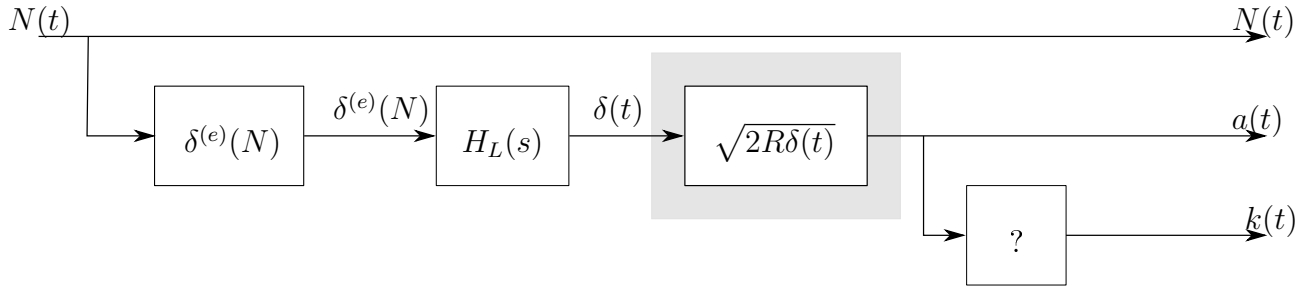 N(t) N(t)
δ^(e)(N) δ^(e)(N) H_L(s) δ(t) √2Rδ(t) a(t)
? k(t)